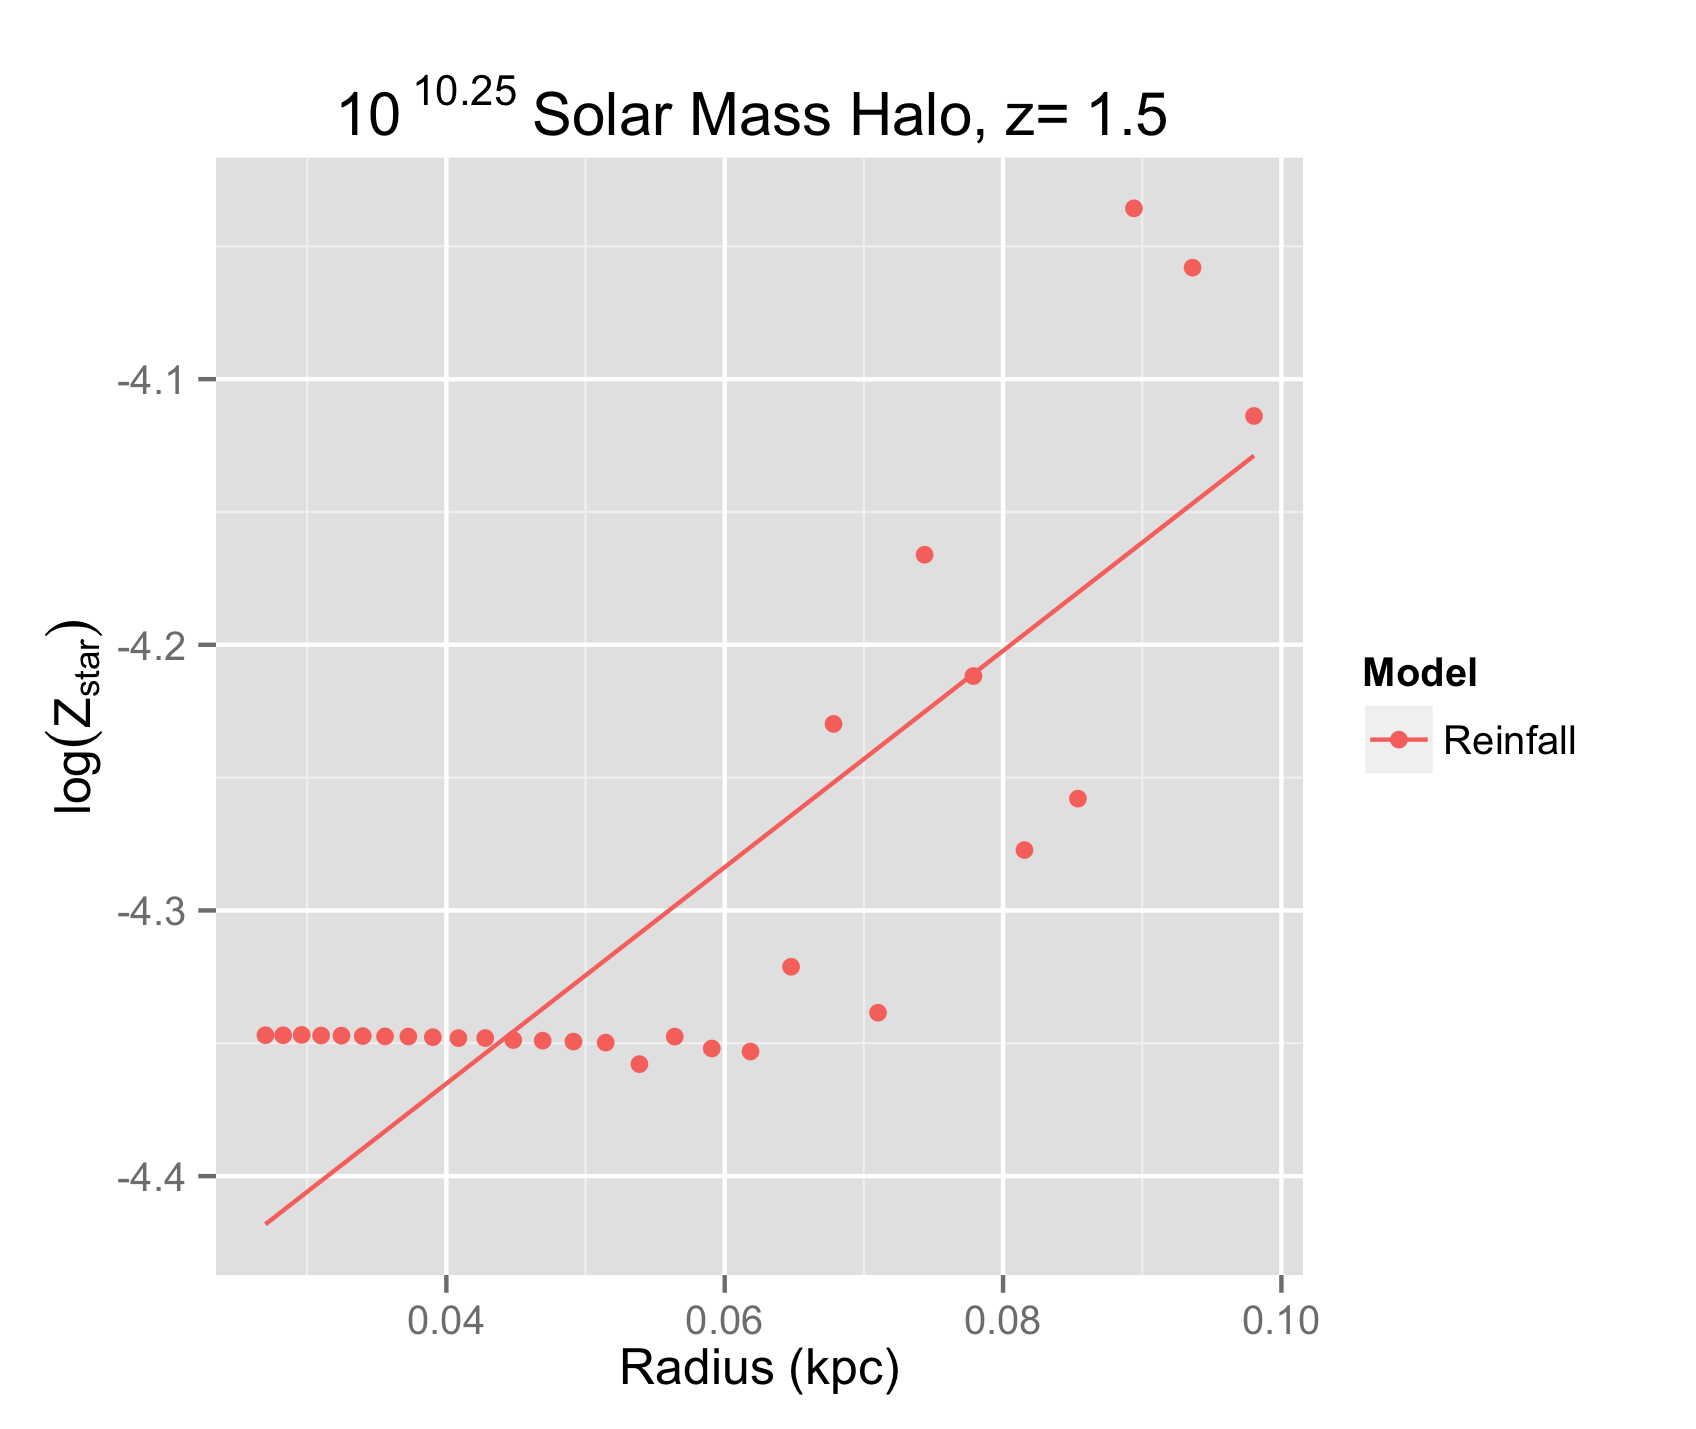 10 10.25 Solar Mass Halo, z= 1.5
-4.1
-4.2
-4.3
-4.4
log(Zstar)
0.04 0.06 0.08 0.10
Radius (kpc)
Model
Reinfall